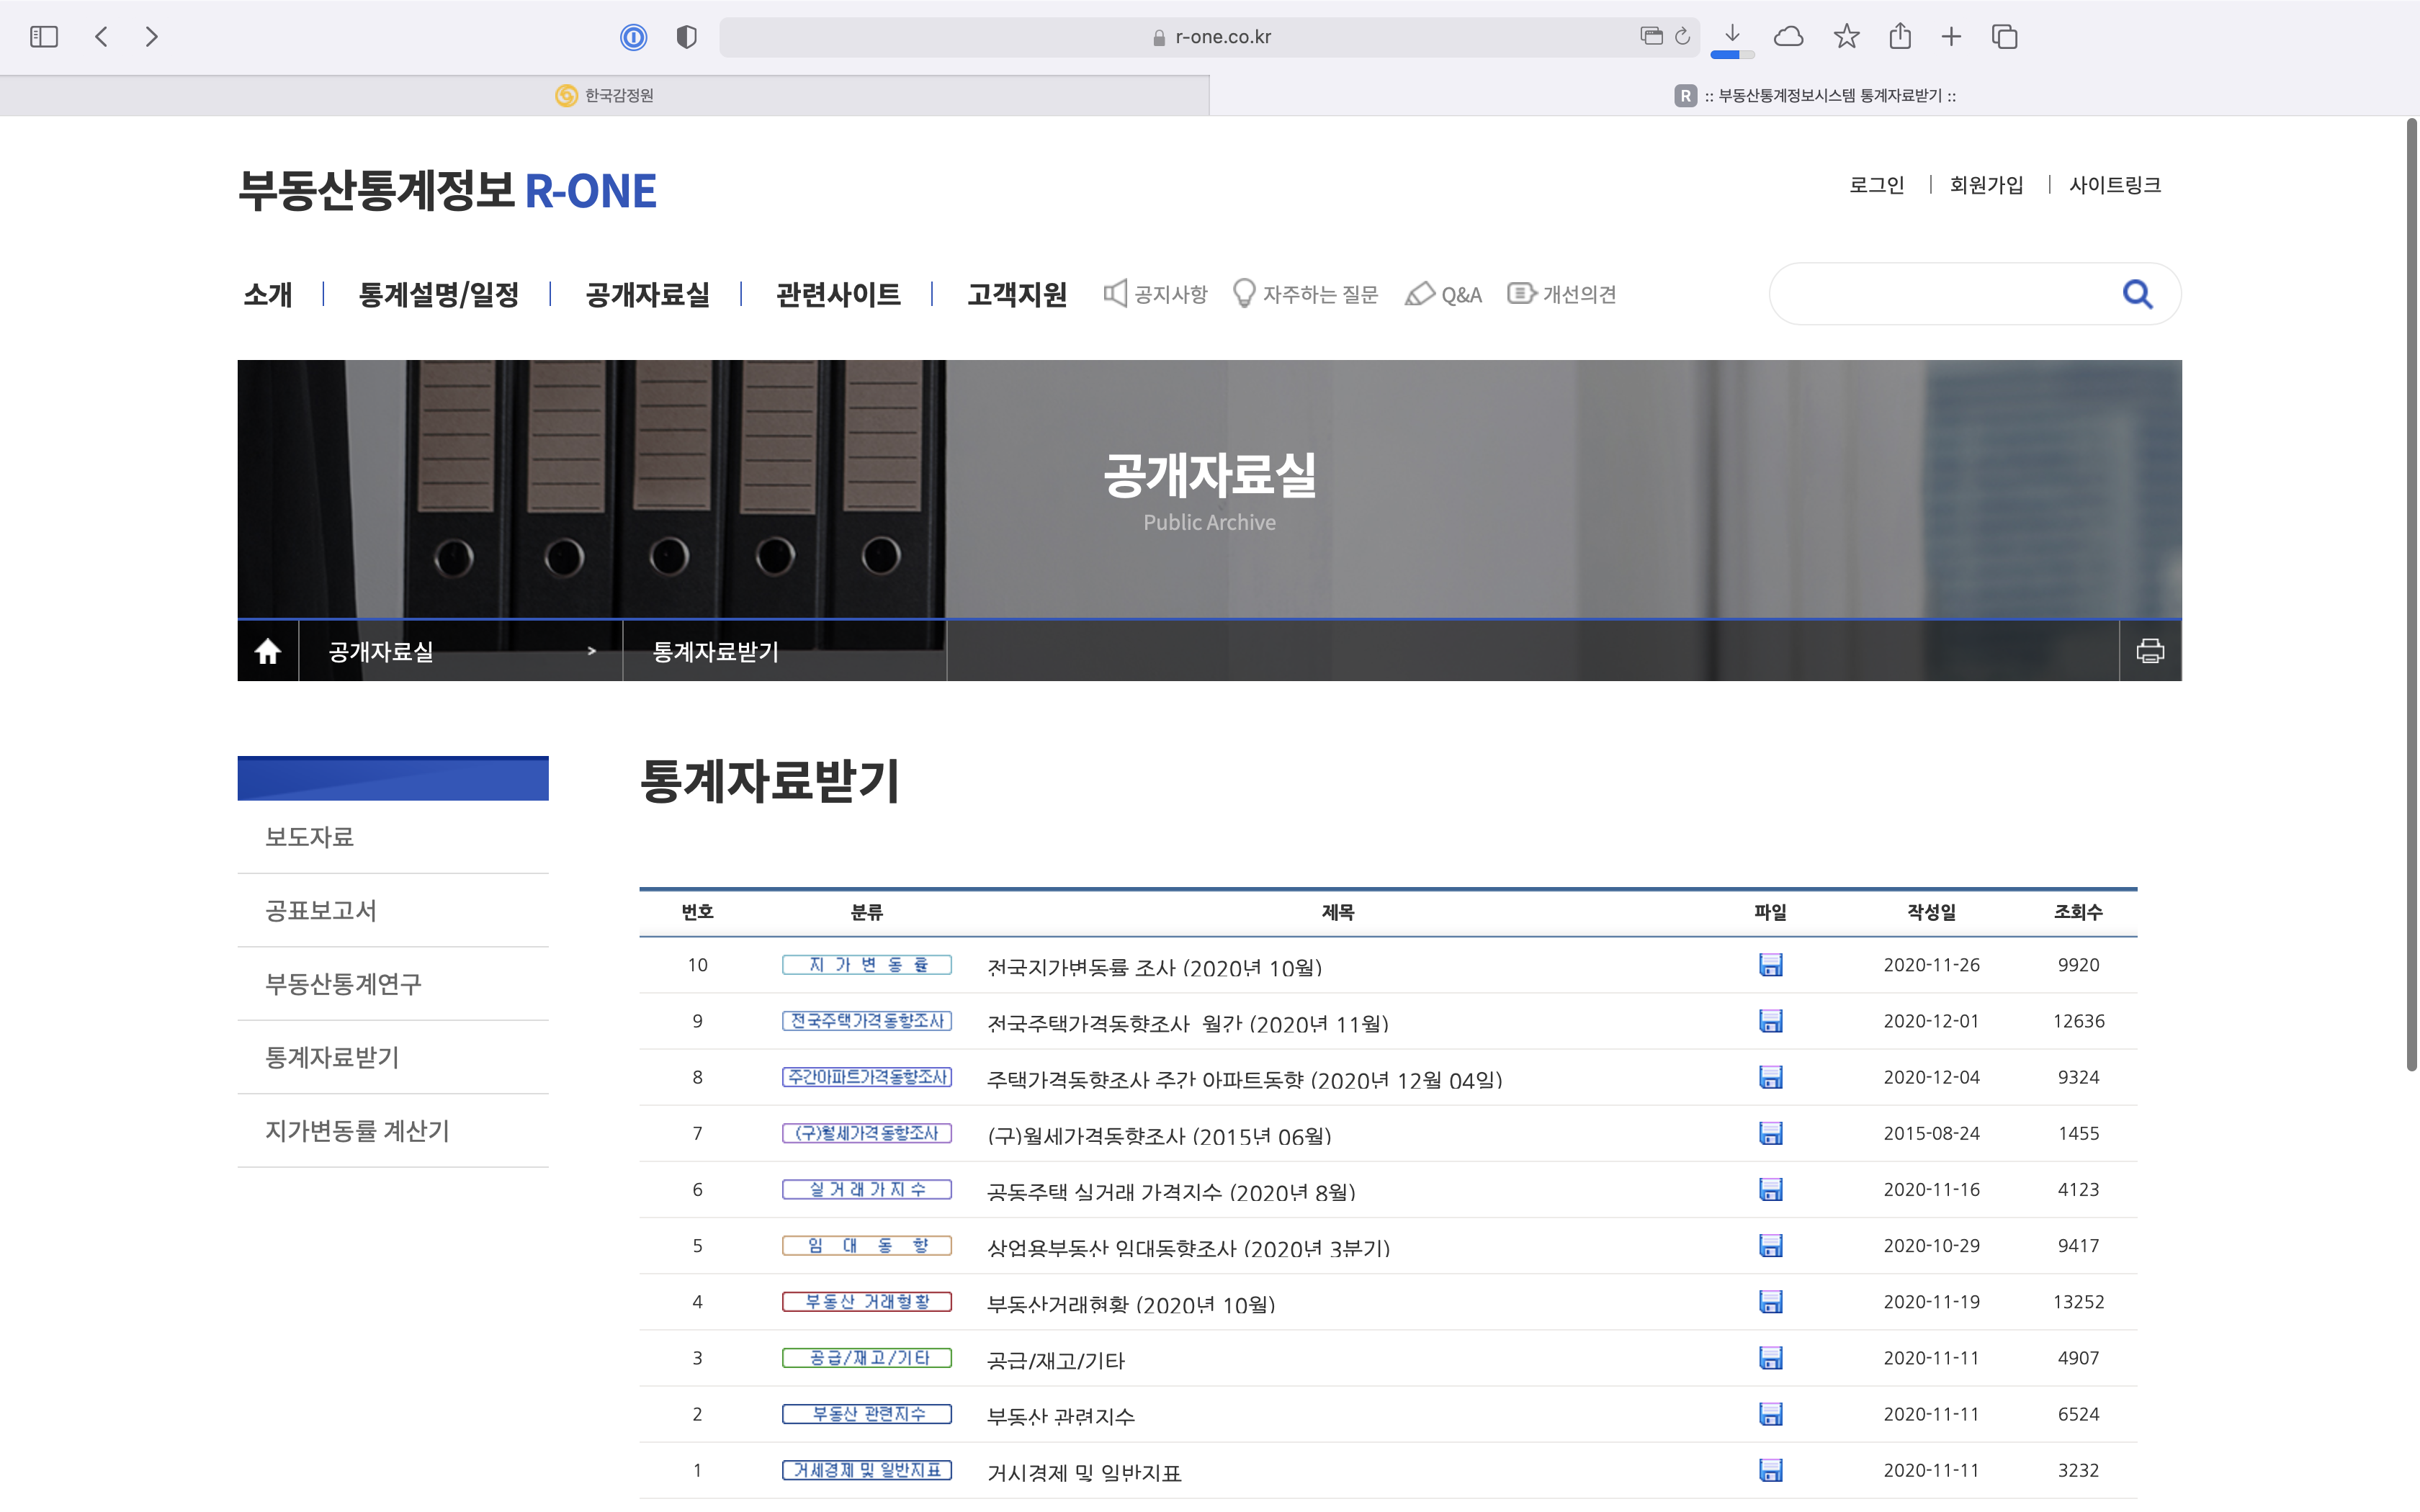 r-one.co.kr
한국감정원
R :: 부동산통계정보시스템 통계자료받기 ::
부동산통계정보 R-ONE
로그인 | 회원가입 | 사이트링크
소개 | 통계설명/일정 | 공개자료실 | 관련사이트 | 고객지원 공지사항 자주하는 질문 Q&A 개선의견
공개자료실
Public Archive
공개자료실 > 통계자료받기
통계자료받기
보도자료
공표보고서
부동산통계연구
통계자료받기
지가변동률 계산기
번호 분류 제목 파일 작성일 조회수
10 지가변동률 전국지가변동률 조사 (2020년 10월) 2020-11-26 9920
9 전국주택가격동향조사 전국주택가격동향조사_월간 (2020년 11월) 2020-12-01 12636
8 주간아파트가격동향조사 주택가격동향조사 주간 아파트동향 (2020년 12월 04일) 2020-12-04 9324
7 (구)월세가격동향조사 (구)월세가격동향조사 (2015년 06월) 2015-08-24 1455
6 실거래가지수 공동주택 실거래 가격지수 (2020년 8월) 2020-11-16 4123
5 임대동향 상업용부동산 임대동향조사 (2020년 3분기) 2020-10-29 9417
4 부동산 거래현황 부동산거래현황 (2020년 10월) 2020-11-19 13252
3 공급/재고/기타 공급/재고/기타 2020-11-11 4907
2 부동산 관련지수 부동산 관련지수 2020-11-11 6524
1 거세경제 및 일반지표 거시경제 및 일반지표 2020-11-11 3232